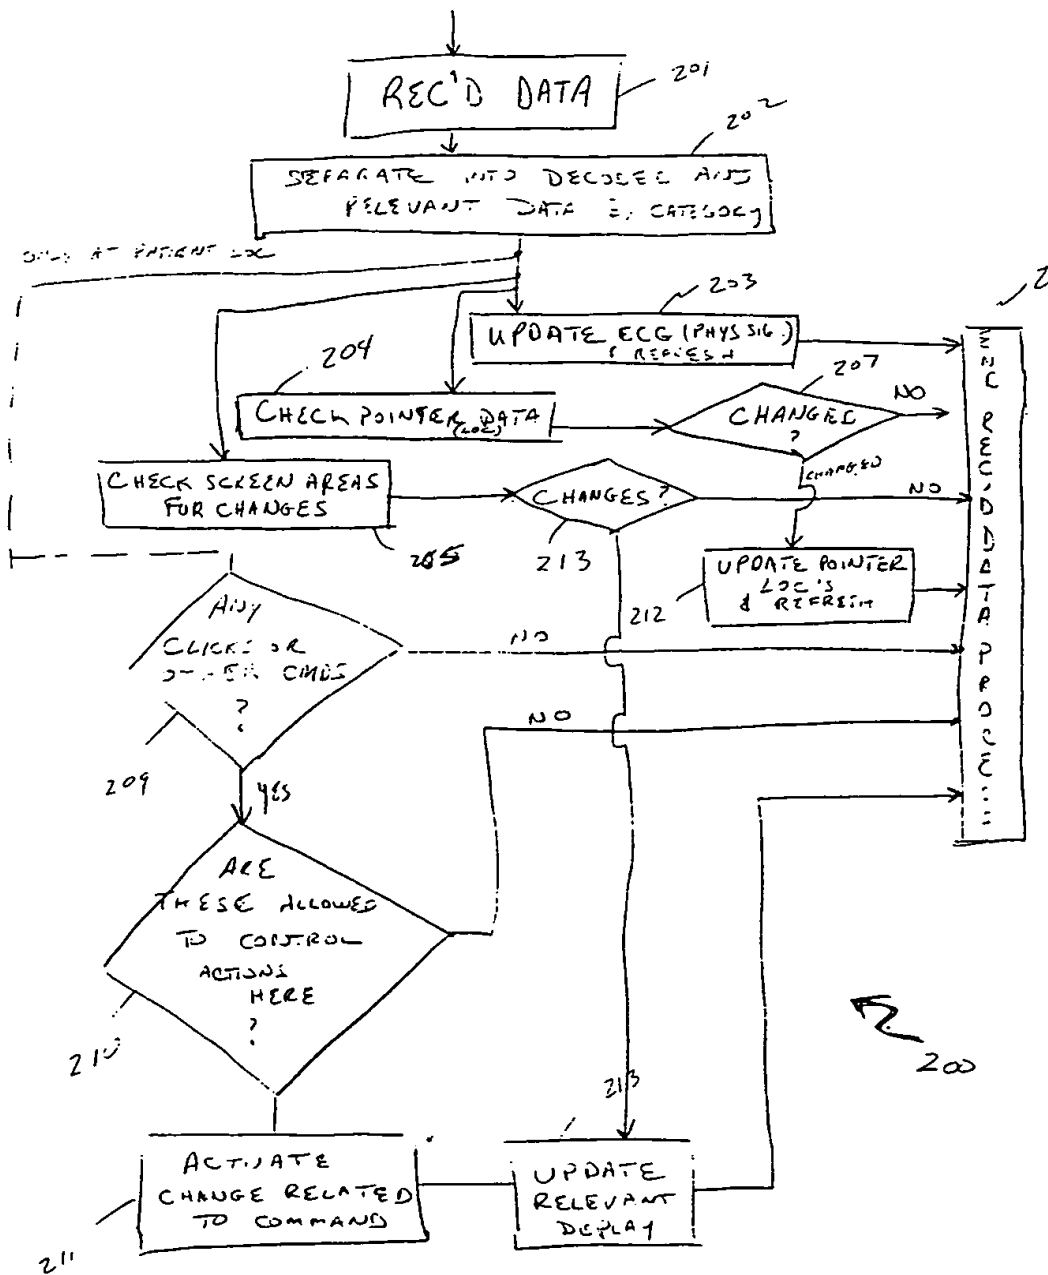 201
REC'D DATA
202
SEPARATE INTO DECODED AND
RELEVANT DATA BY CATEGORY
ONLY AT PATIENT LOC
203
UPDATE ECG (PHYS SIG.)
& REFRESH
2
204
CHECK POINTER DATA
(LOC)
207
CHANGED
?
NO
CHANGED
CHECK SCREEN AREAS
FOR CHANGES
205
CHANGES?
213
NO
UPDATE POINTER
LOC'S
& REFRESH
212
END REC'D DATA PROCESS
ANY
CLICKS OR
OTHER CMDS
?
209
NO
YES
NO
ARE
THESE ALLOWED
TO CONTROL
ACTIONS
HERE
?
210
200
213
ACTIVATE
CHANGE RELATED
TO COMMAND
211
UPDATE
RELEVANT
DISPLAY